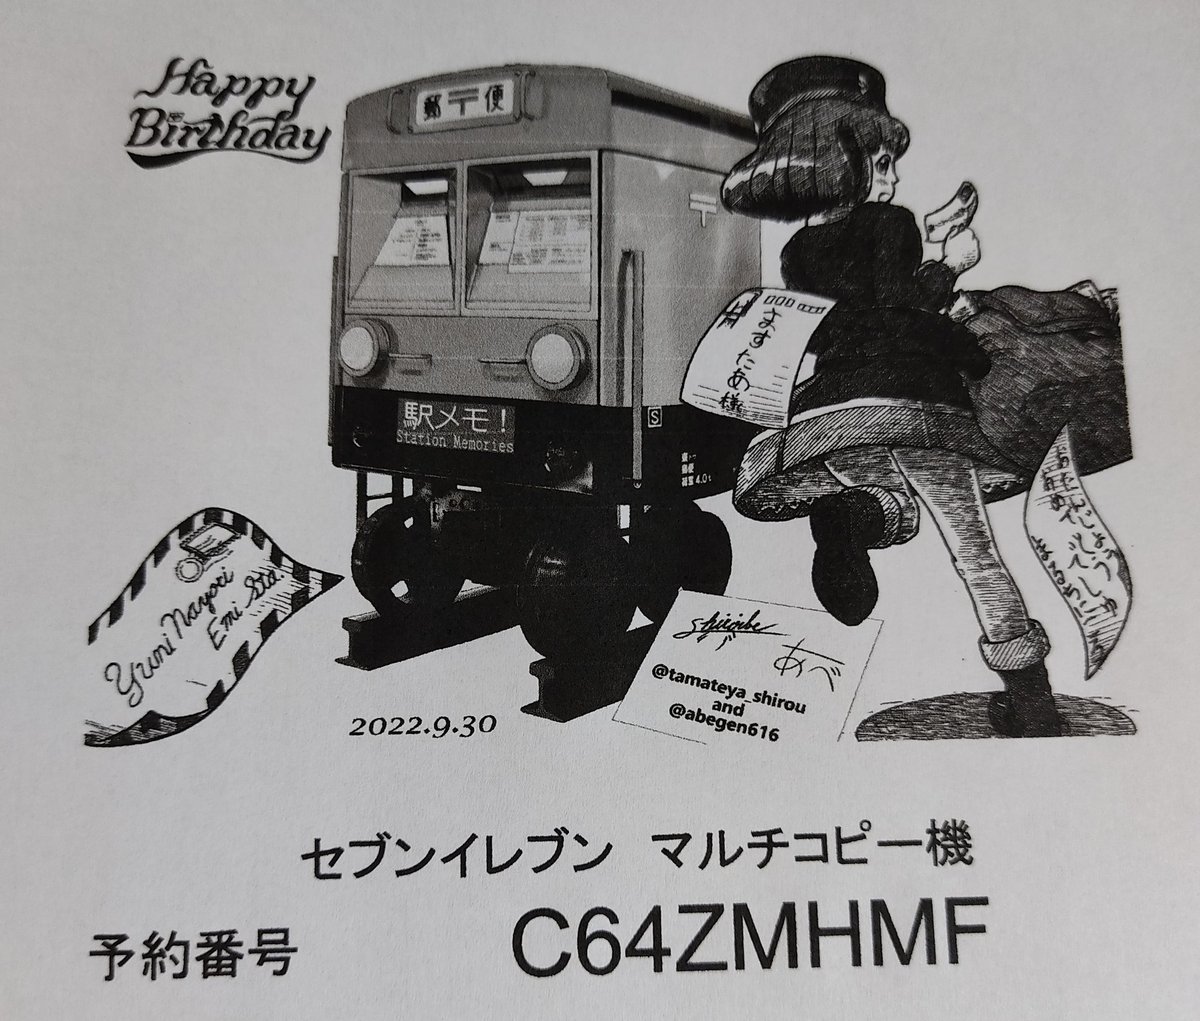 Happy
Birthday
郵〒便
〒
駅メモ！
Station Memories
S
ますたあ様
Yumi Nanyori
Emi Sta.
あべ
@tamateya_shirou
and
@abegen616
2022.9.30
セブンイレブン マルチコピー機
予約番号 C64ZMHMF